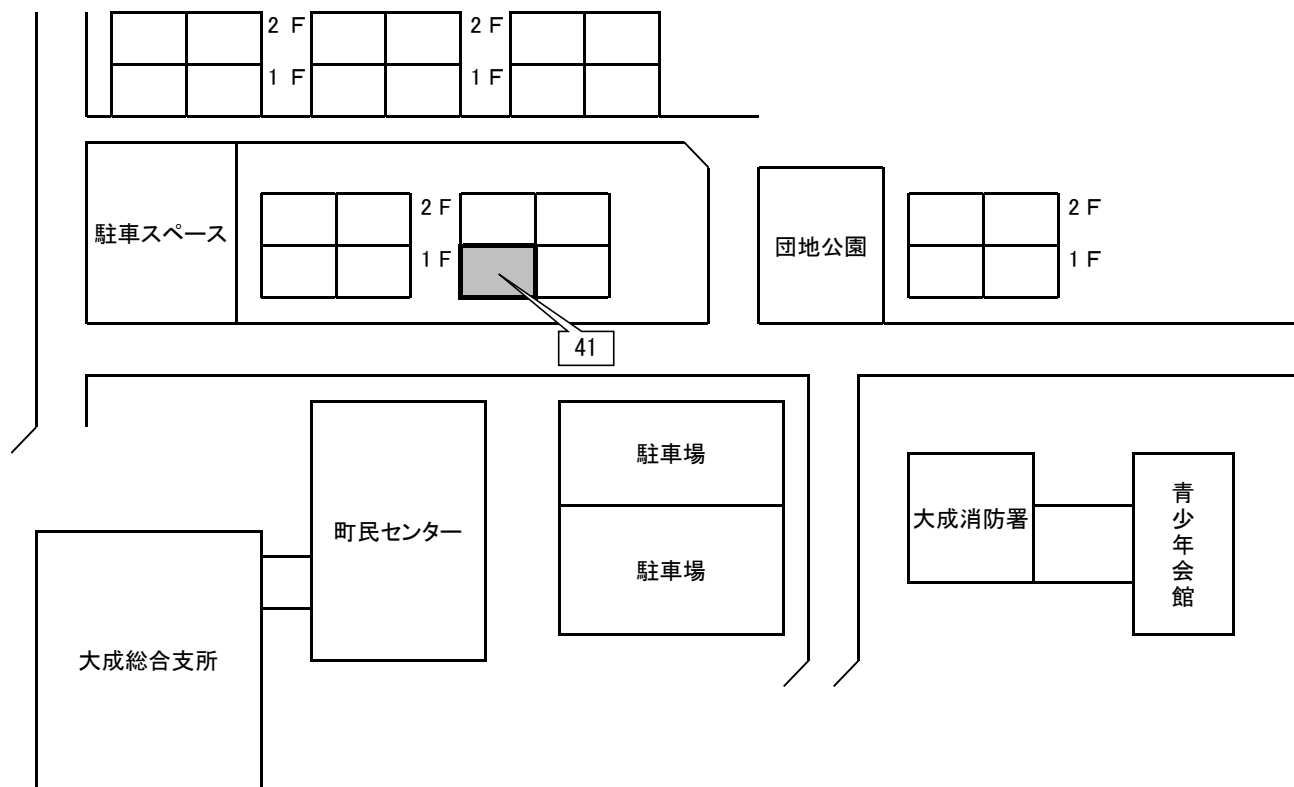 2 F
2 F
1 F
1 F
駐車スペース
2 F
1 F
団地公園
2 F
1 F
41
駐車場
町民センター
駐車場
大成消防署
青少年会館
大成総合支所